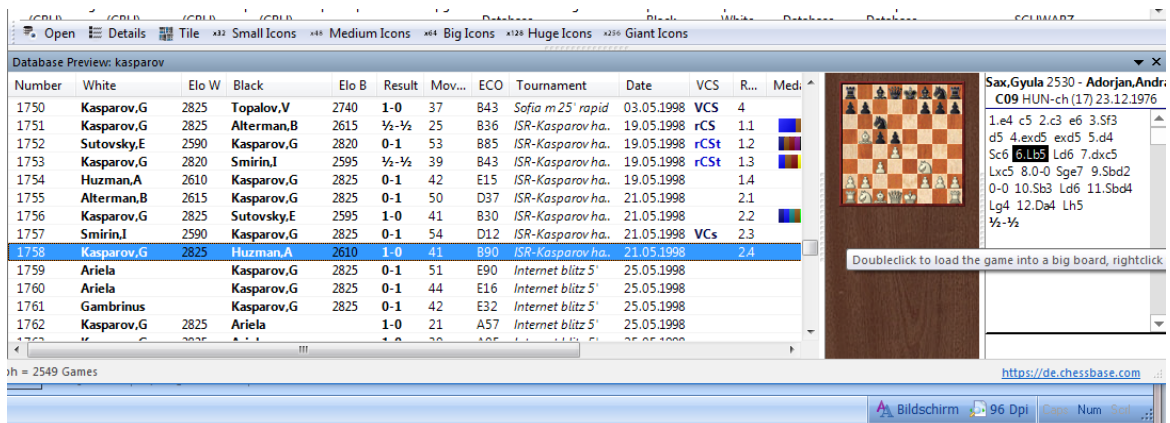 Open Details Tile x32 Small Icons x48 Medium Icons x64 Big Icons x128 Huge Icons x256 Giant Icons
Database Preview: kasparov
Number White Elo W Black Elo B Result Mov... ECO Tournament Date VCS R... Meda
1750 Kasparov,G 2825 Topalov,V 2740 1-0 37 B43 Sofia m 25' rapid 03.05.1998 VCS 4
1751 Kasparov,G 2825 Alterman,B 2615 ½-½ 25 B36 ISR-Kasparov ha.. 19.05.1998 rCS 1.1
1752 Sutovsky,E 2590 Kasparov,G 2820 0-1 53 B85 ISR-Kasparov ha.. 19.05.1998 rCSt 1.2
1753 Kasparov,G 2820 Smirin,I 2595 ½-½ 39 B43 ISR-Kasparov ha.. 19.05.1998 rCSt 1.3
1754 Huzman,A 2610 Kasparov,G 2825 0-1 42 E15 ISR-Kasparov ha.. 19.05.1998 1.4
1755 Alterman,B 2615 Kasparov,G 2825 0-1 50 D37 ISR-Kasparov ha.. 21.05.1998 2.1
1756 Kasparov,G 2825 Sutovsky,E 2595 1-0 41 B30 ISR-Kasparov ha.. 21.05.1998 2.2
1757 Smirin,I 2590 Kasparov,G 2825 0-1 54 D12 ISR-Kasparov ha.. 21.05.1998 VCs 2.3
1758 Kasparov,G 2825 Huzman,A 2610 1-0 41 B90 ISR-Kasparov ha.. 21.05.1998 2.4
1759 Ariela Kasparov,G 2825 0-1 51 E90 Internet blitz 5' 25.05.1998
1760 Ariela Kasparov,G 2825 0-1 44 E16 Internet blitz 5' 25.05.1998
1761 Gambrinus Kasparov,G 2825 0-1 42 E32 Internet blitz 5' 25.05.1998
1762 Kasparov,G 2825 Ariela 1-0 21 A57 Internet blitz 5' 25.05.1998
Sax,Gyula 2530 - Adorjan,Andra
C09 HUN-ch (17) 23.12.1976
1.e4 c5 2.c3 e6 3.Sf3
d5 4.exd5 exd5 5.d4
Sc6 6.Lb5 Ld6 7.dxc5
Lxc5 8.0-0 Sge7 9.Sbd2
0-0 10.Sb3 Ld6 11.Sbd4
Lg4 12.Da4 Lh5
½-½
Doubleclick to load the game into a big board, rightclick
ph = 2549 Games
https://de.chessbase.com
Bildschirm 96 Dpi Num